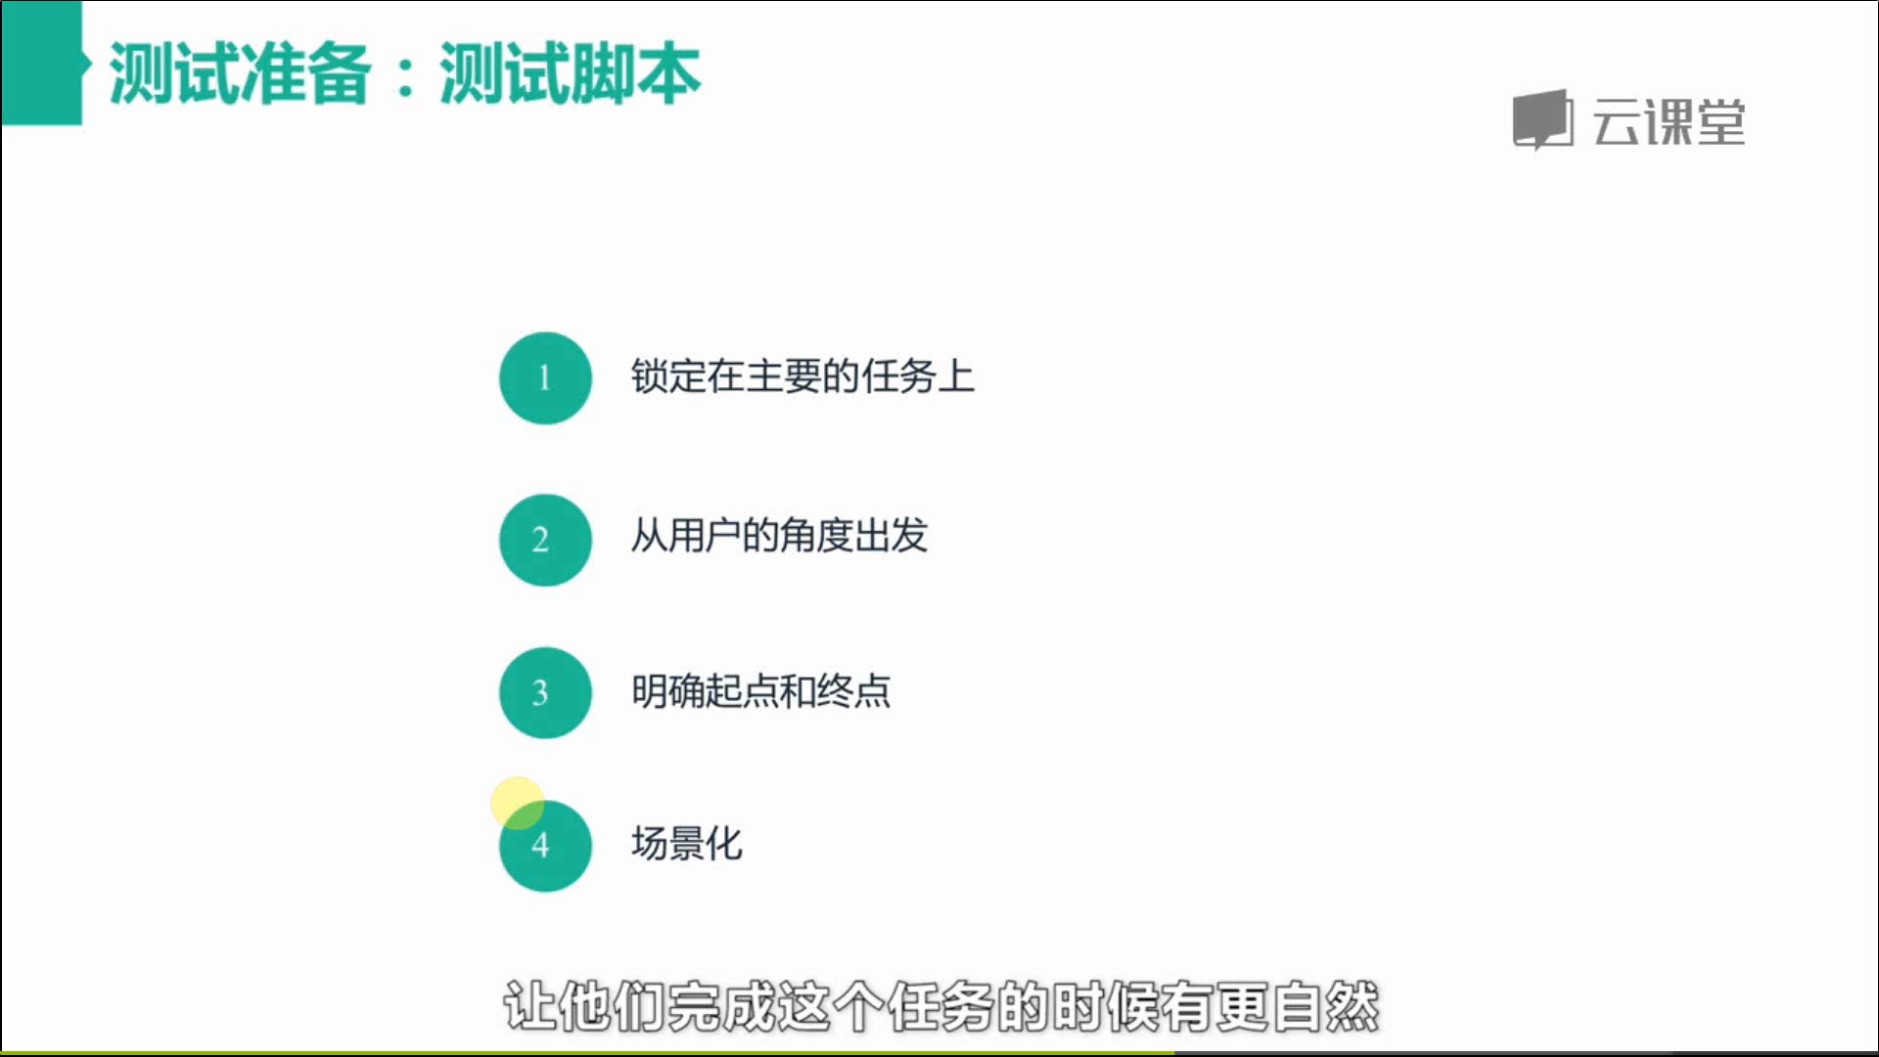 测试准备：测试脚本
云课堂
1 锁定在主要的任务上
2 从用户的角度出发
3 明确起点和终点
4 场景化
让他们完成这个任务的时候有更自然